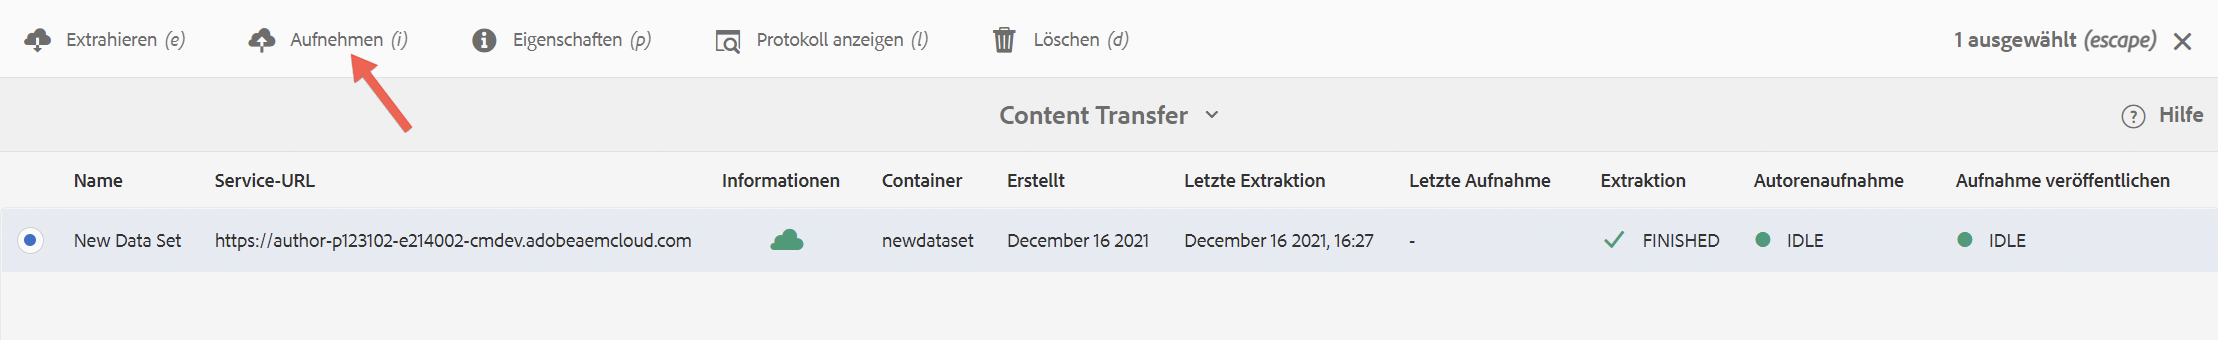 Extrahieren (e) Aufnehmen (i) Eigenschaften (p) Protokoll anzeigen (l) Löschen (d) 1 ausgewählt (escape)
Content Transfer
? Hilfe
Name Service-URL Informationen Container Erstellt Letzte Extraktion Letzte Aufnahme Extraktion Autorenaufnahme Aufnahme veröffentlichen
New Data Set https://author-p123102-e214002-cmdev.adobeaemcloud.com newdataset December 16 2021 December 16 2021, 16:27 - FINISHED IDLE IDLE